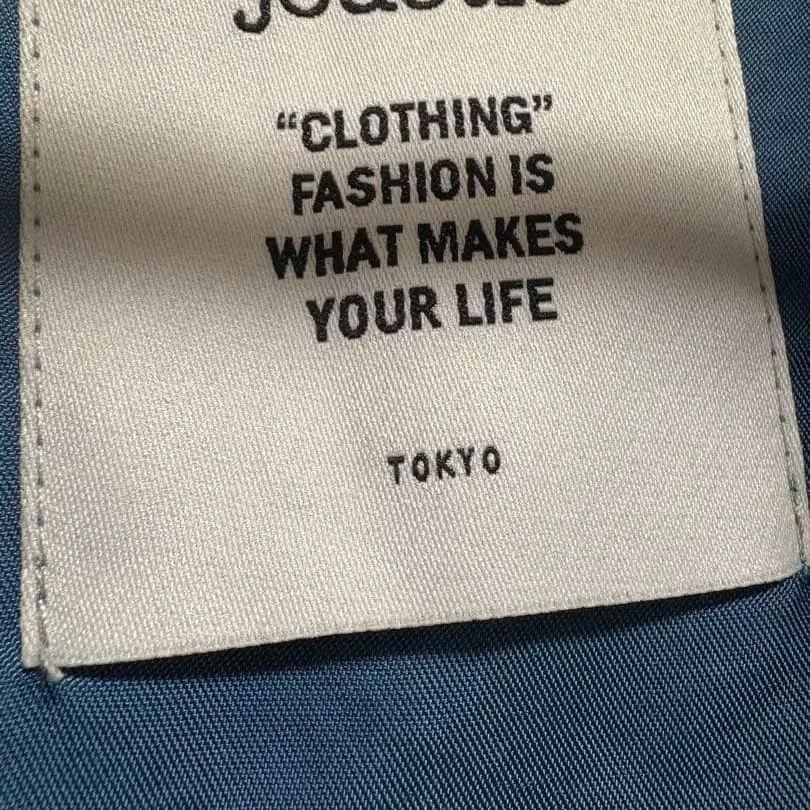 “CLOTHING”
FASHION IS
WHAT MAKES
YOUR LIFE
TOKYO